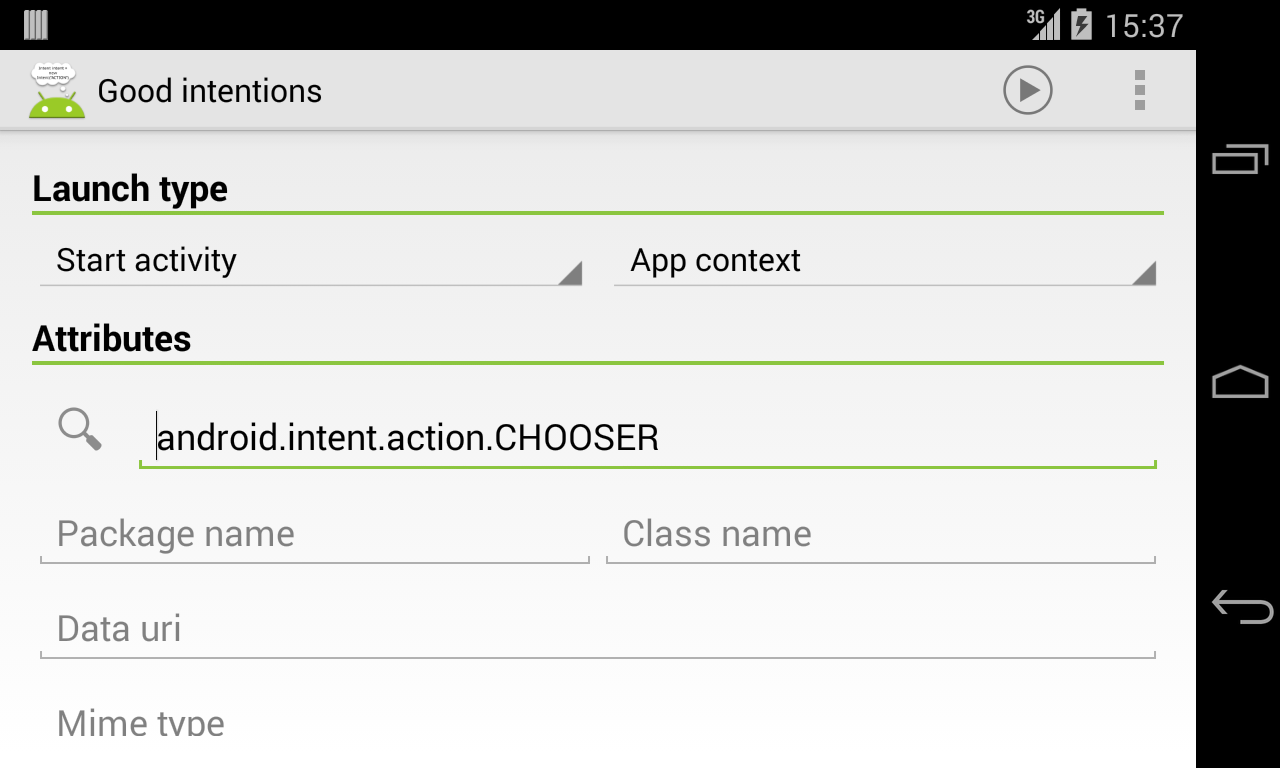 3G 15:37
Good intentions
Launch type
Start activity App context
Attributes
android.intent.action.CHOOSER
Package name Class name
Data uri
Mime type